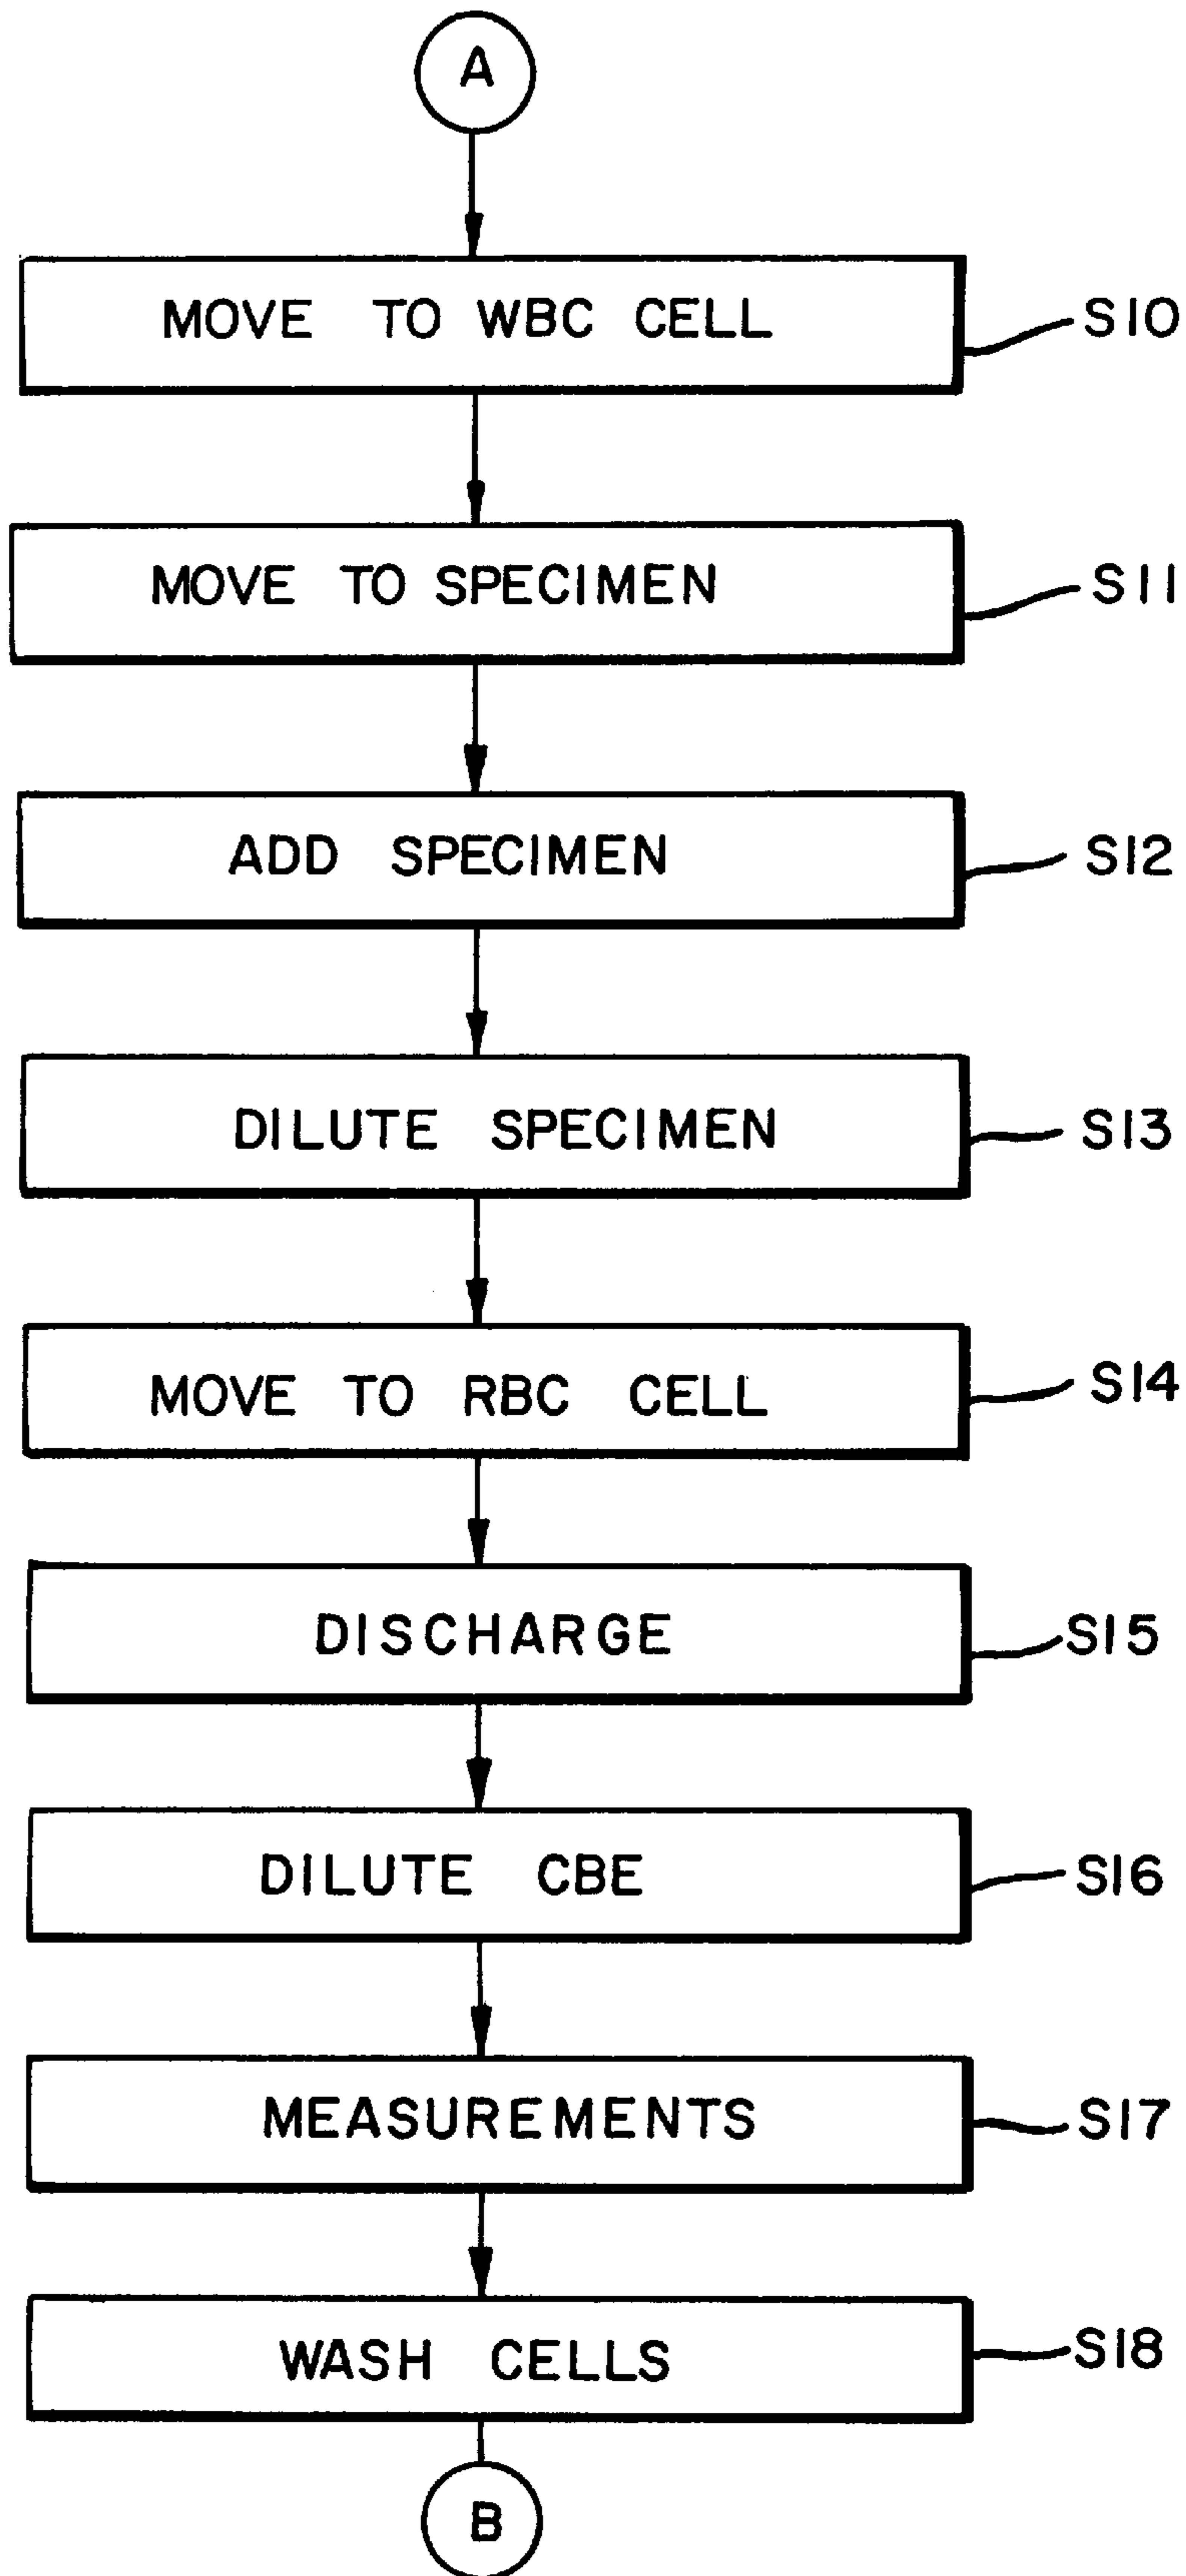 A
MOVE TO WBC CELL S10
MOVE TO SPECIMEN S11
ADD SPECIMEN S12
DILUTE SPECIMEN S13
MOVE TO RBC CELL S14
DISCHARGE S15
DILUTE CBE S16
MEASUREMENTS S17
WASH CELLS S18
B